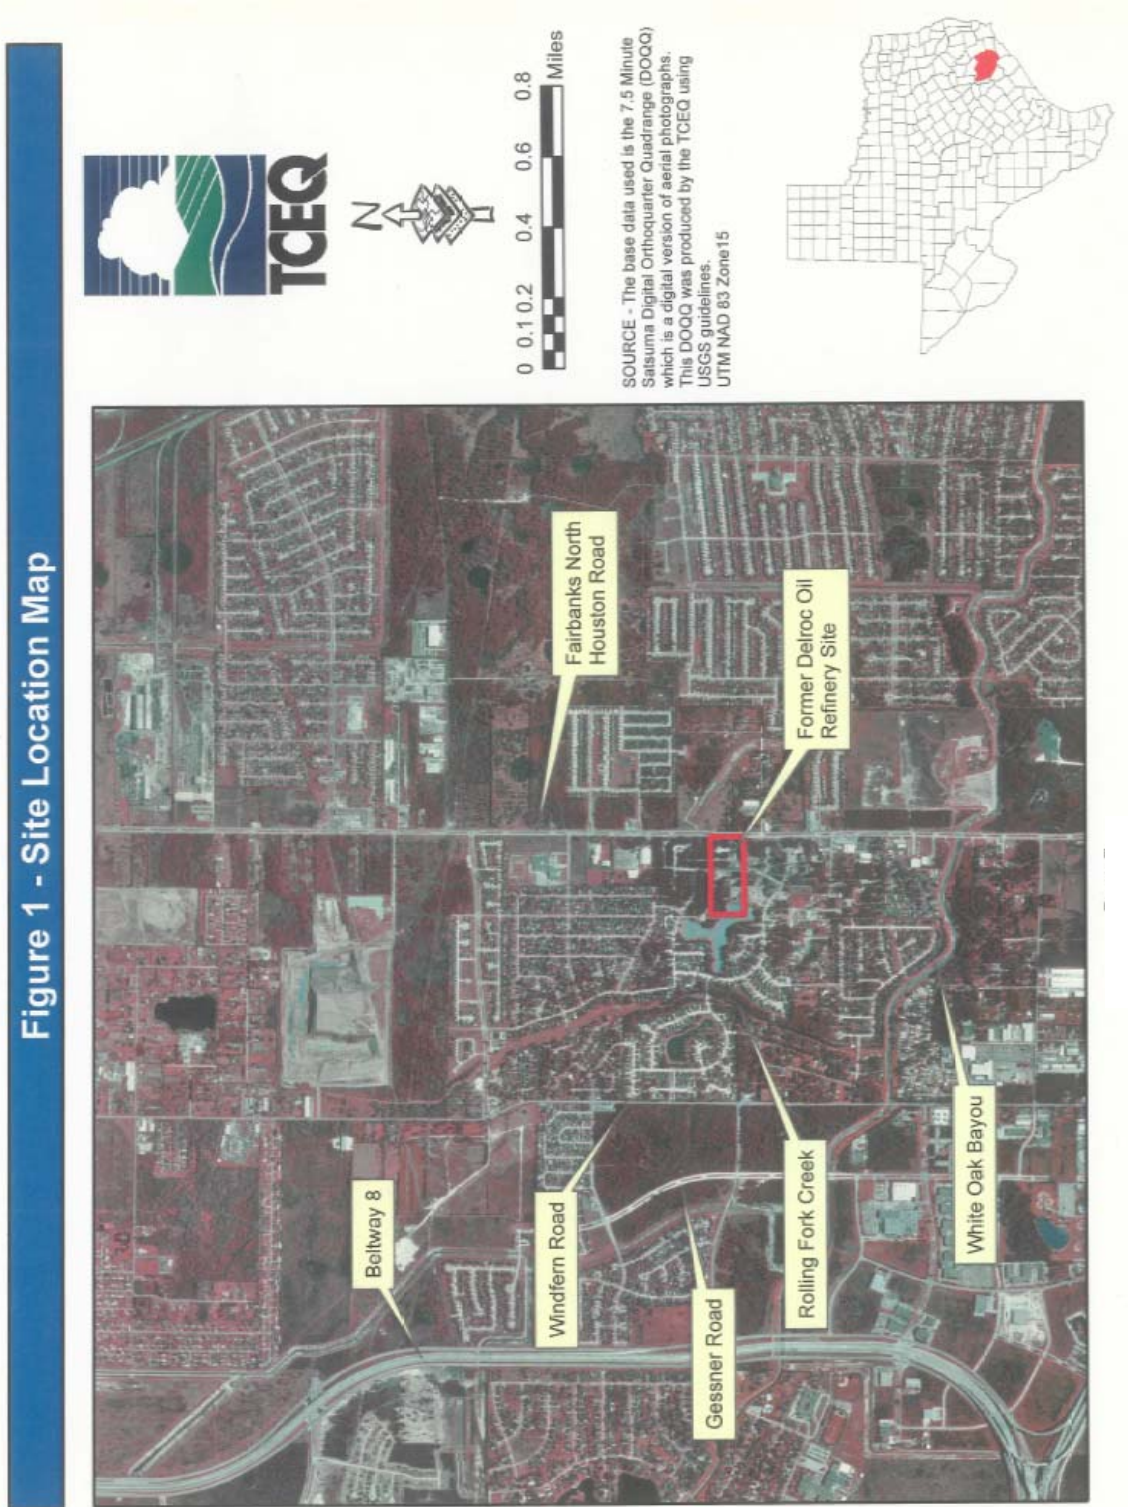 Figure 1 - Site Location Map
TCEQ
N
0 0.1 0.2 0.4 0.6 0.8
Miles
SOURCE - The base data used is the 7.5 Minute
Satsuma Digital Orthoquarter Quadrange (DOQQ)
which is a digital version of aerial photographs.
This DOQQ was produced by the TCEQ using
USGS guidelines.
UTM NAD 83 Zone15
Beltway 8
Windfern Road
Gessner Road
Rolling Fork Creek
White Oak Bayou
Fairbanks North
Houston Road
Former Delroc Oil
Refinery Site